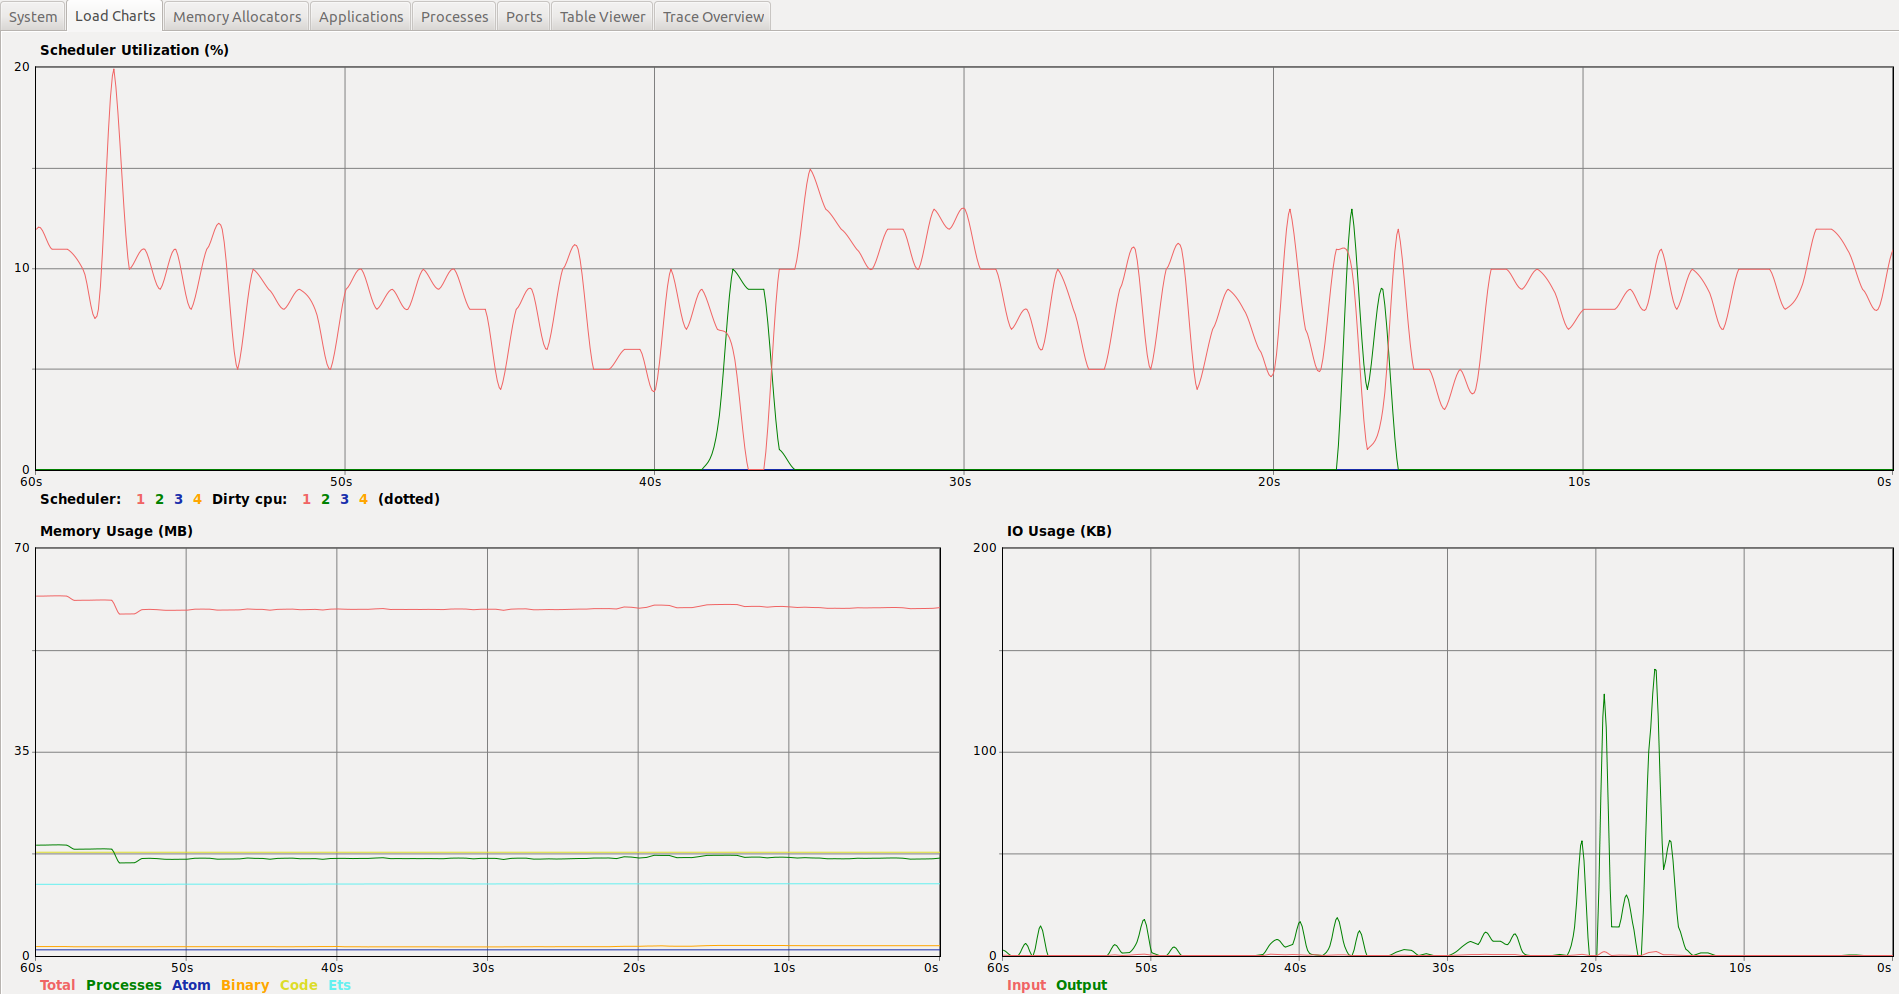 System Load Charts Memory Allocators Applications Processes Ports Table Viewer Trace Overview
Scheduler Utilization (%)
20
10
0
60s 50s 40s 30s 20s 10s 0s
Scheduler: 1 2 3 4 Dirty cpu: 1 2 3 4 (dotted)
Memory Usage (MB)
70
35
0
60s 50s 40s 30s 20s 10s 0s
Total Processes Atom Binary Code Ets
IO Usage (KB)
200
100
0
60s 50s 40s 30s 20s 10s 0s
Input Output